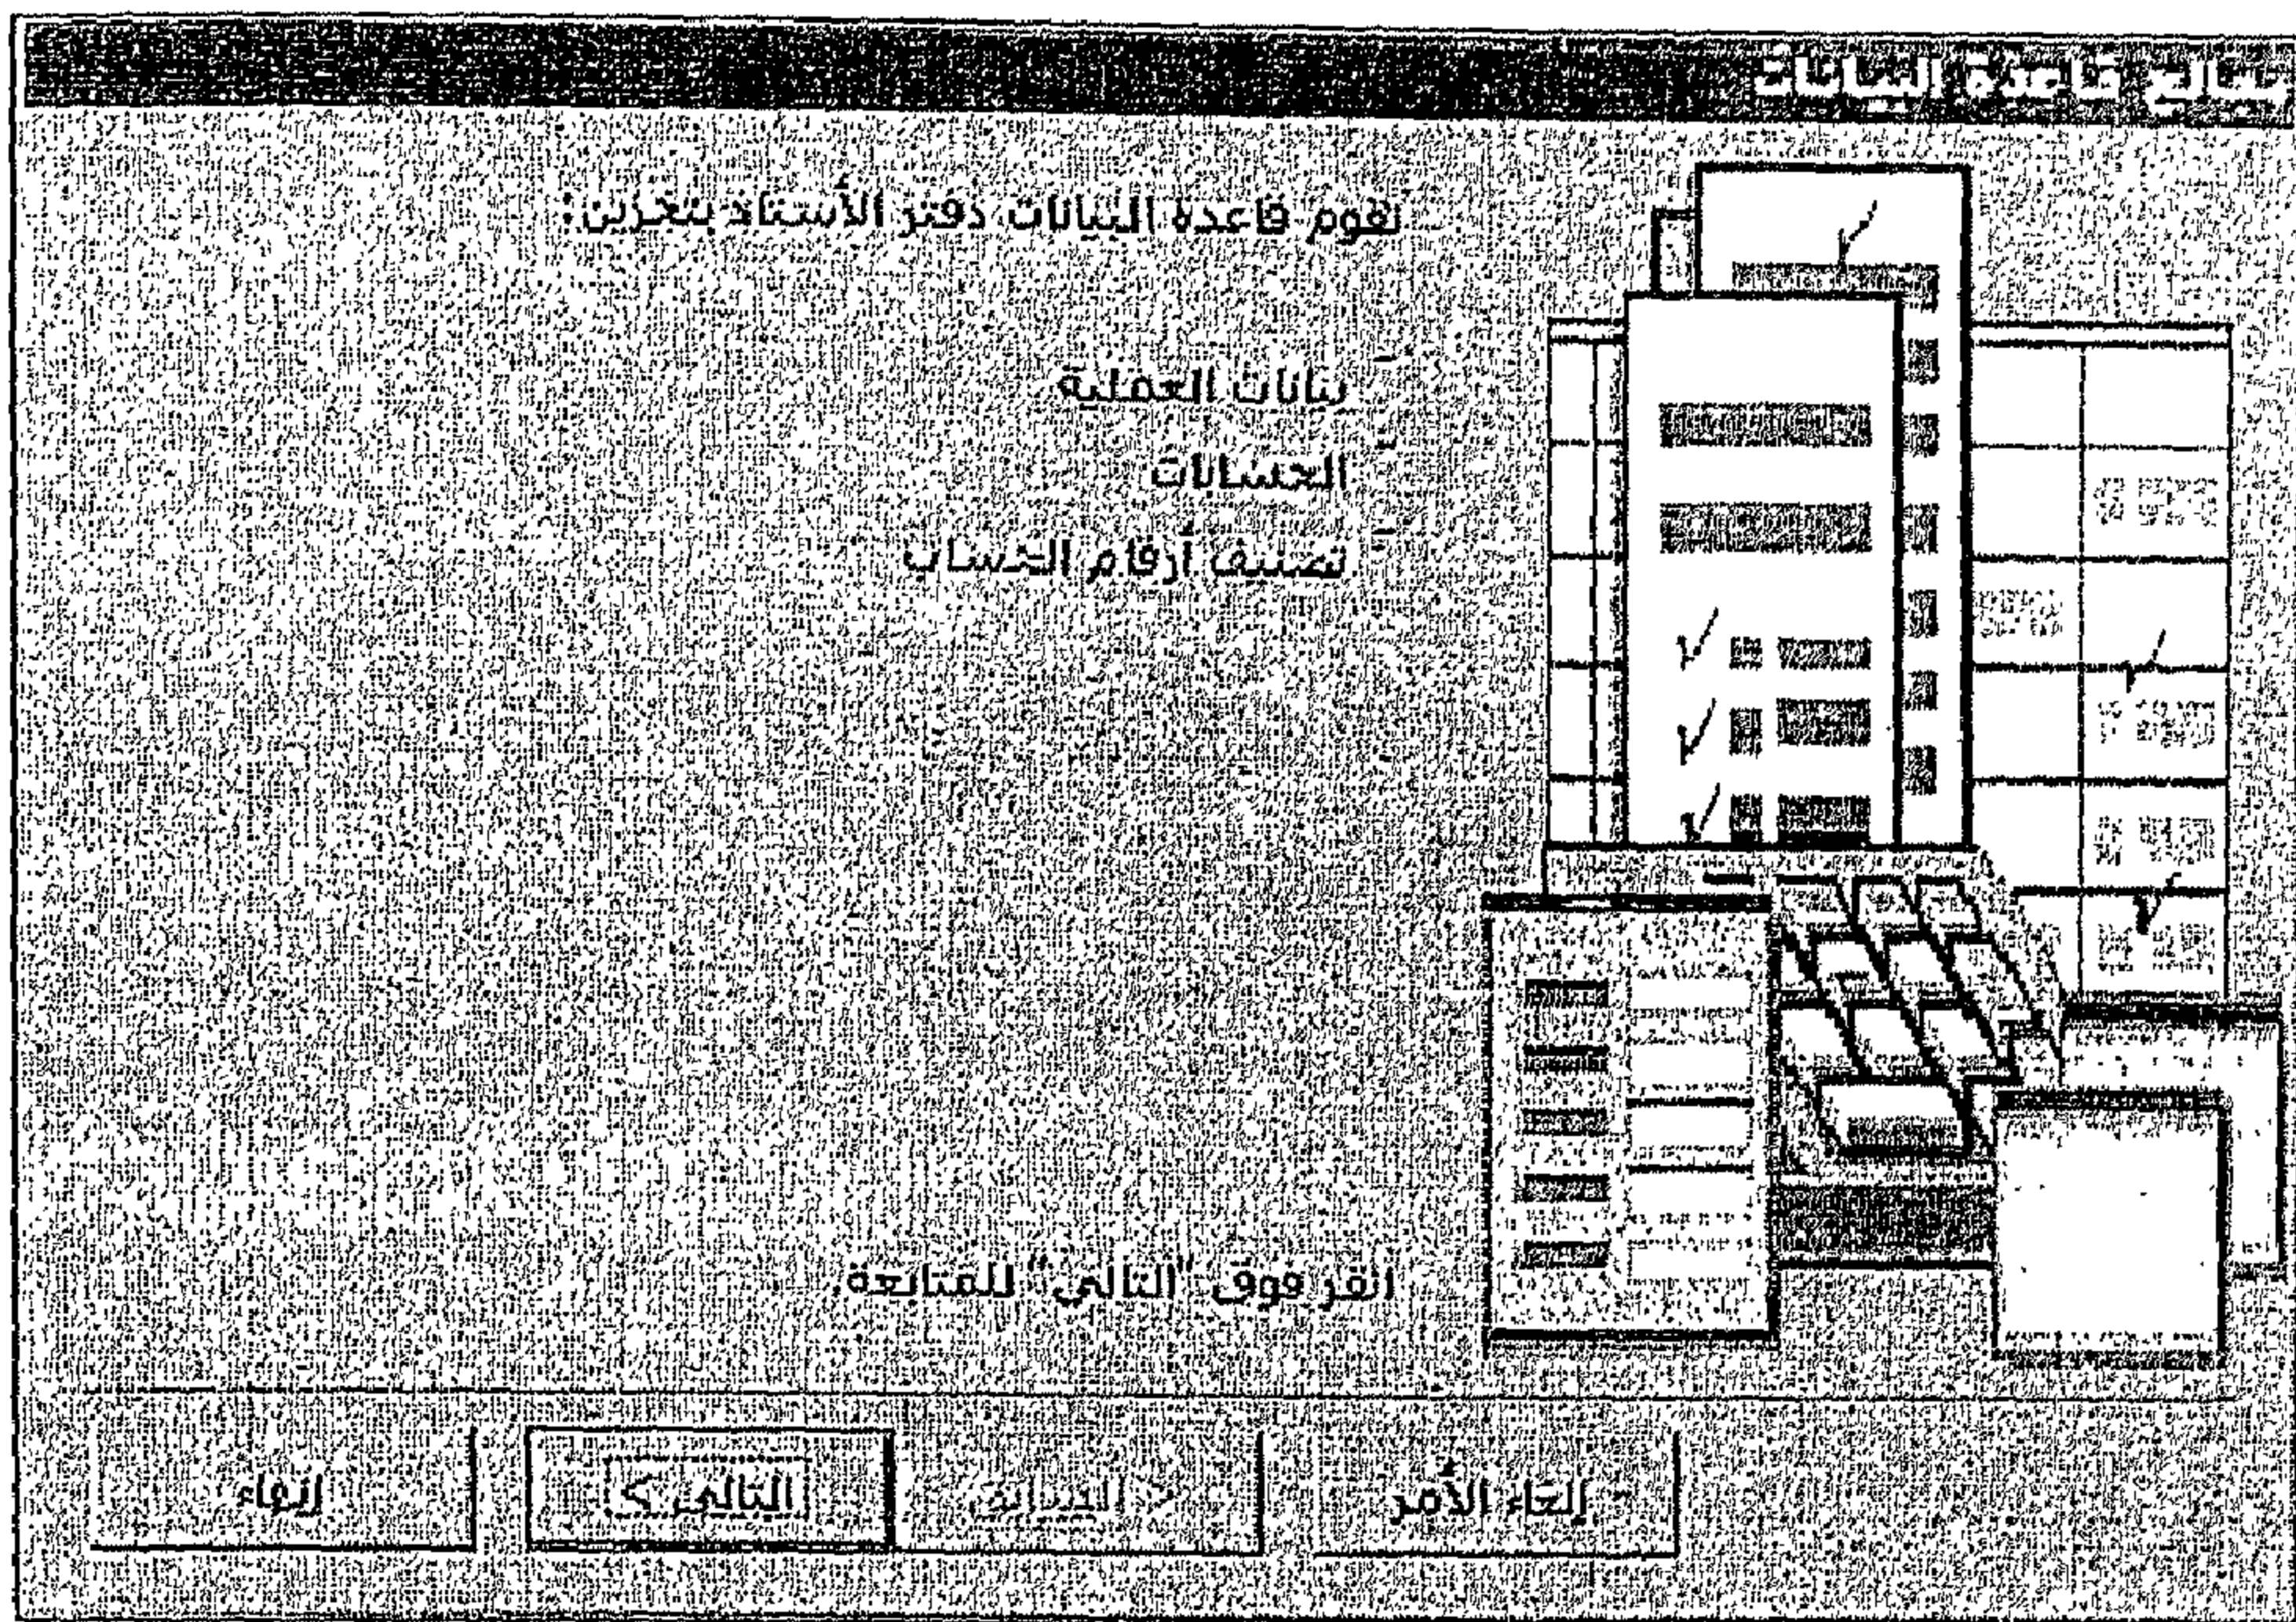 معالج قاعدة البيانات
تقوم قاعدة البيانات دفتر الأستاذ بتخزين:
- بيانات العملية
- الحسابات
- تصنيف أرقام الحساب
انقر فوق "التالي" للمتابعة.
إلغاء الأمر
< السابق
التالي >
إنهاء